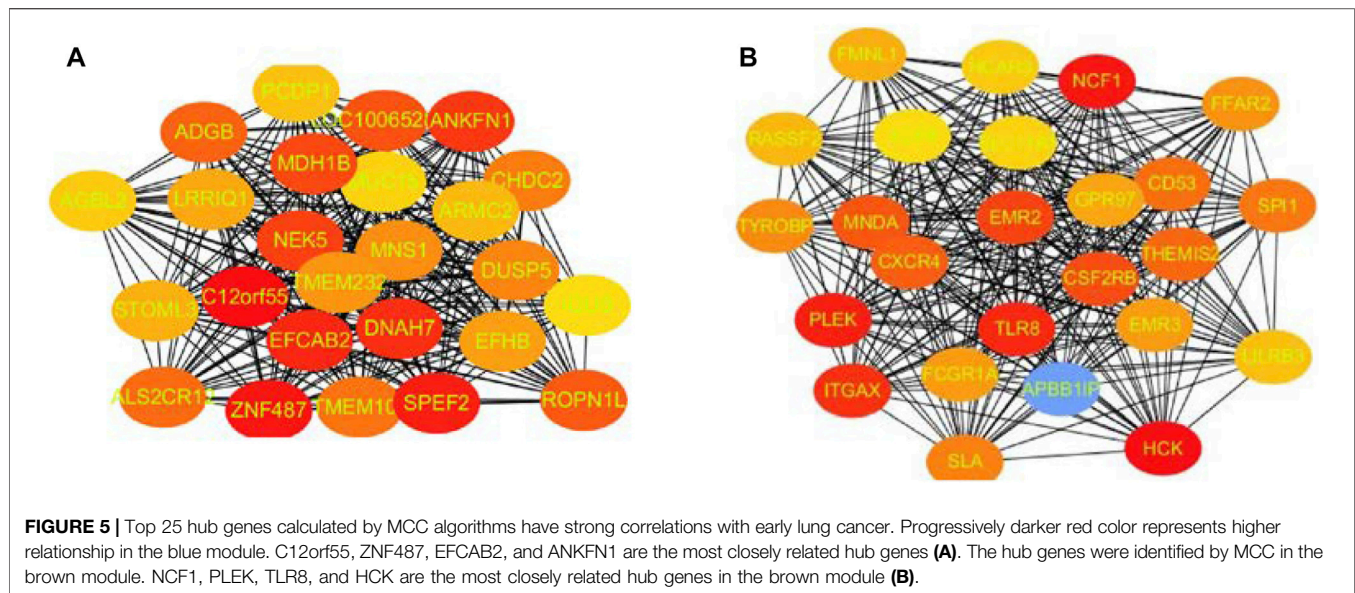 A
PCDP1
ADGB
ANKFN1
MDH1B
CHDC2
AGBL2
LRRIQ1
ARMC2
NEK5
MNS1
TMEM232
DUSP5
C12orf55
STOML3
EFCAB2
DNAH7
EFHB
ZNF487
SPEF2
ROPN1L
B
FMNL1
NCF1
FFAR2
GPR97
CD53
TYROBP
MNDA
EMR2
SPI1
CXCR4
THEMIS2
CSF2RB
PLEK
TLR8
EMR3
LILRB3
ITGAX
FCGR1A
APBB1IP
HCK
SLA
FIGURE 5 | Top 25 hub genes calculated by MCC algorithms have strong correlations with early lung cancer. Progressively darker red color represents higher
relationship in the blue module. C12orf55, ZNF487, EFCAB2, and ANKFN1 are the most closely related hub genes (A). The hub genes were identified by MCC in the
brown module. NCF1, PLEK, TLR8, and HCK are the most closely related hub genes in the brown module (B).